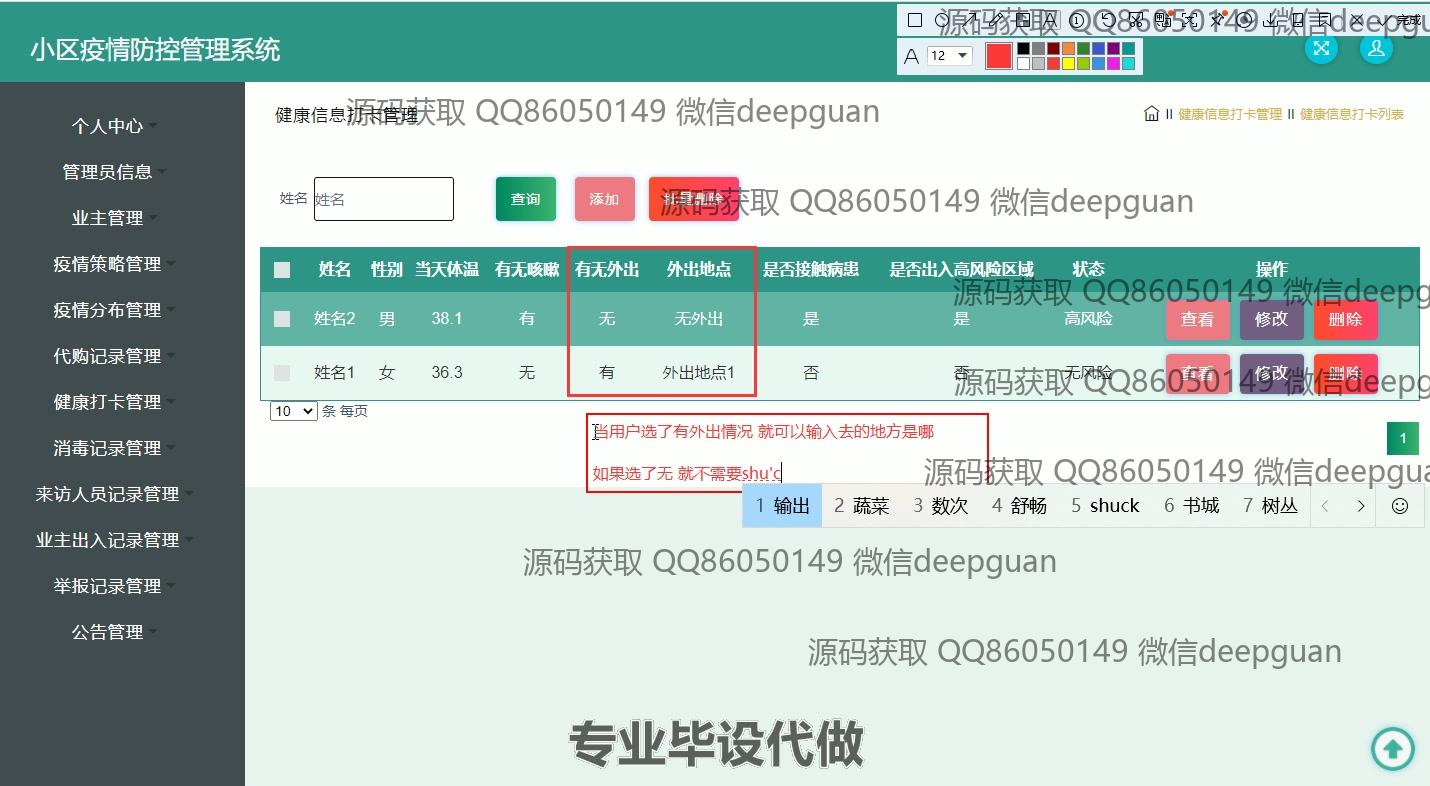 源码获取 QQ86050149 微信deepgu
完成
小区疫情防控管理系统
A 12
个人中心
管理员信息
业主管理
疫情策略管理
疫情分布管理
代购记录管理
健康打卡管理
消毒记录管理
来访人员记录管理
业主出入记录管理
举报记录管理
公告管理
健康信息打卡管理
源码获取 QQ86050149 微信deepguan
健康信息打卡管理 II 健康信息打卡列表
姓名 姓名 查询 添加 批量删除
源码获取 QQ86050149 微信deepguan
姓名 性别 当天体温 有无咳嗽 有无外出 外出地点 是否接触病患 是否出入高风险区域 状态 操作
源码获取 QQ86050149 微信deepg
姓名2 男 38.1 有 无 无外出 是 是 高风险 查看 修改 删除
姓名1 女 36.3 无 有 外出地点1 否 否 无风险 查看 修改 删除
源码获取 QQ86050149 微信deepg
10 条 每页
当用户选了有外出情况 就可以输入去的地方是哪
1
如果选了无 就不需要shu'c
源码获取 QQ86050149 微信deepgua
1 输出 2 蔬菜 3 数次 4 舒畅 5 shuck 6 书城 7 树丛
源码获取 QQ86050149 微信deepguan
源码获取 QQ86050149 微信deepguan
专业毕设代做